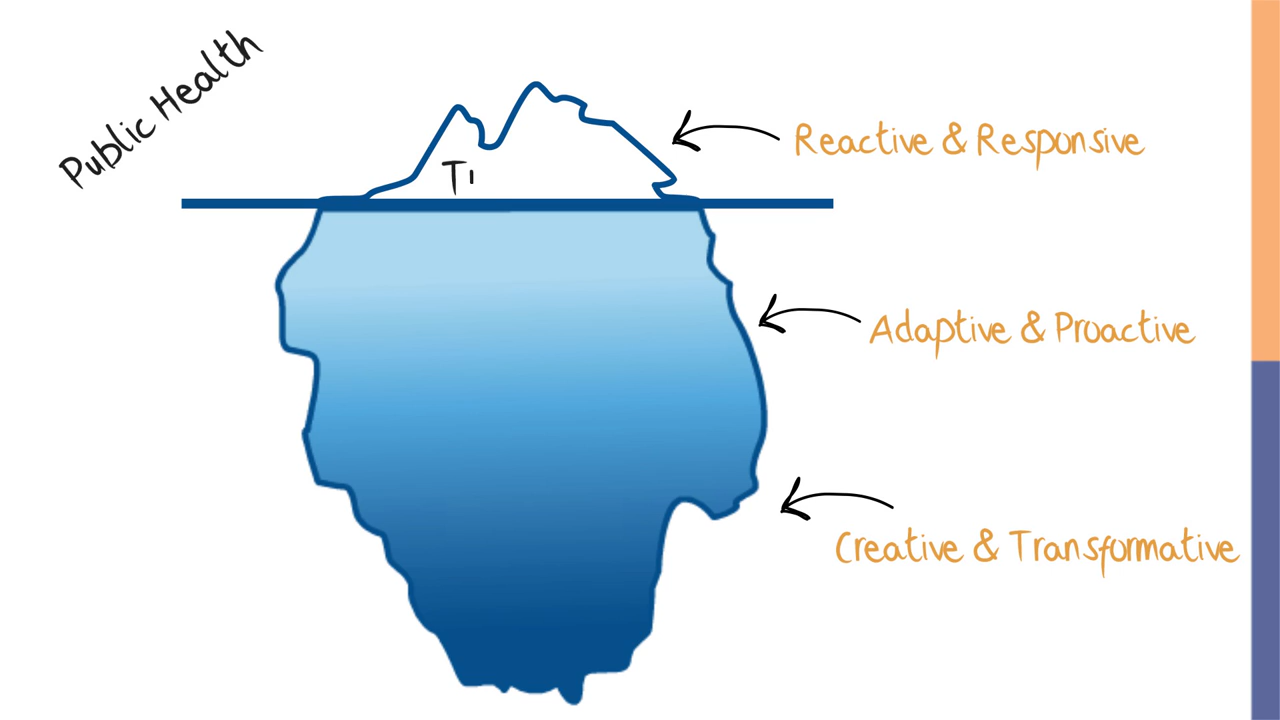 Public Health
Reactive & Responsive
Adaptive & Proactive
Creative & Transformative